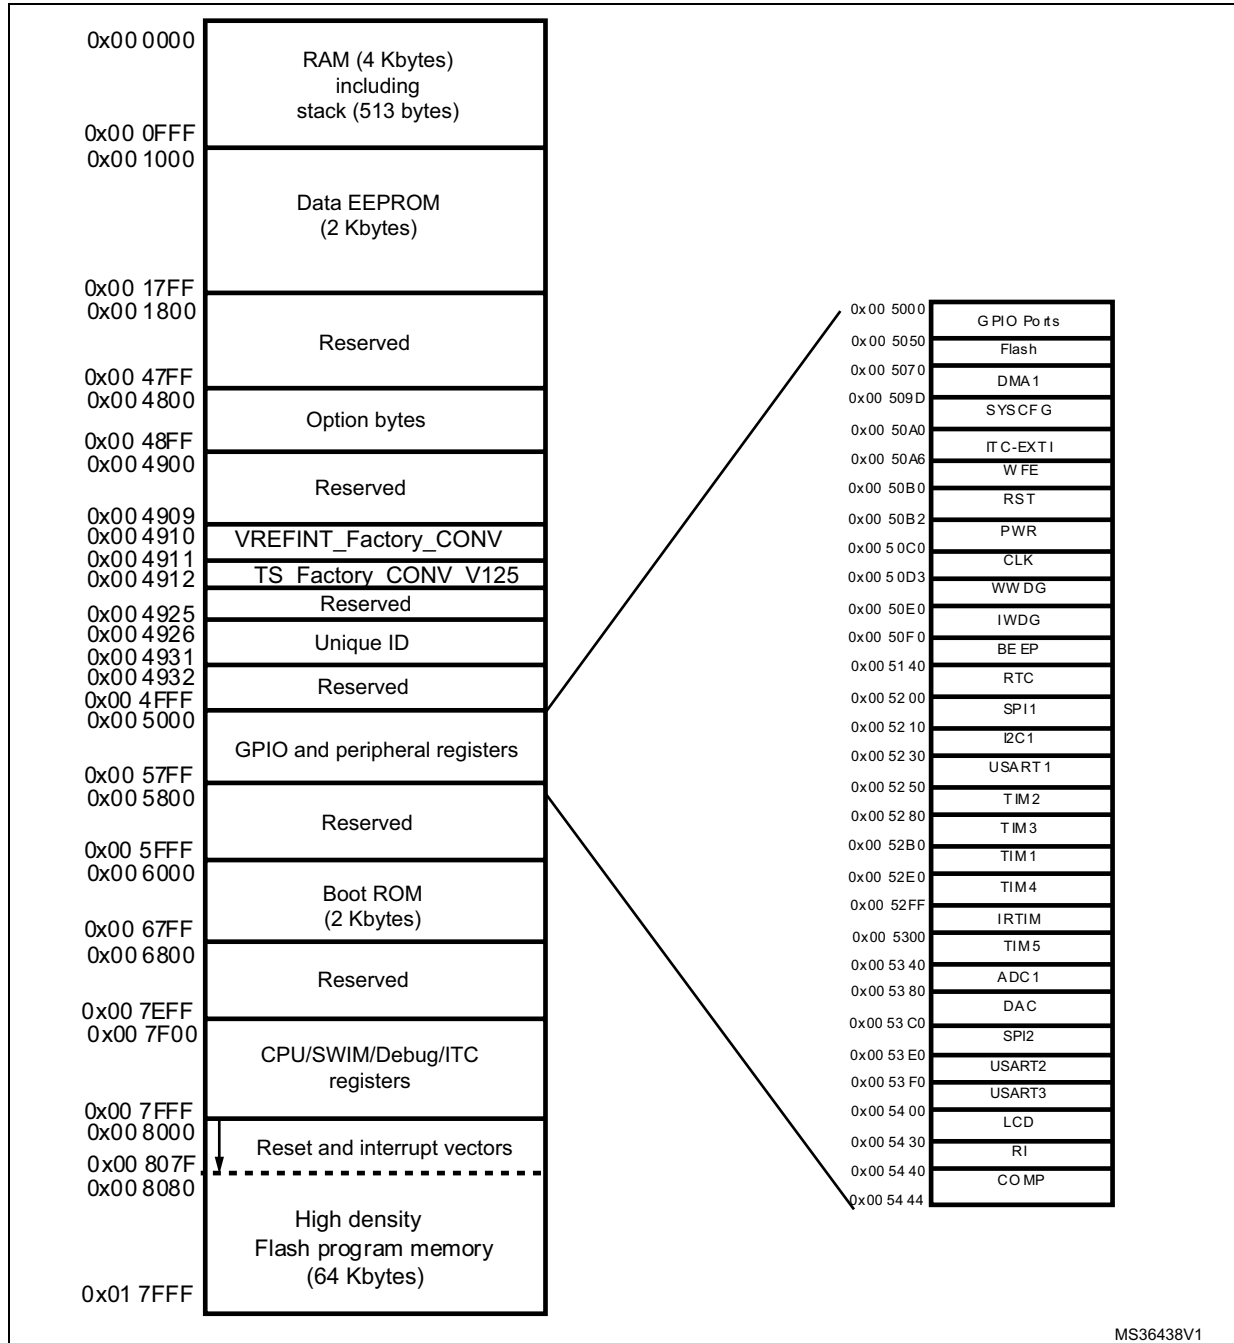 0x00 0000
RAM (4 Kbytes)
including
stack (513 bytes)
0x00 0FFF
0x00 1000
Data EEPROM
(2 Kbytes)
0x00 17FF
0x00 1800
Reserved
0x00 47FF
0x00 4800
Option bytes
0x00 48FF
0x00 4900
Reserved
0x00 4909
0x00 4910
VREFINT_Factory_CONV
0x00 4911
0x00 4912
TS_Factory_CONV_V125
Reserved
0x00 4925
0x00 4926
Unique ID
0x00 4931
0x00 4932
Reserved
0x00 4FFF
0x00 5000
GPIO and peripheral registers
0x00 57FF
0x00 5800
Reserved
0x00 5FFF
0x00 6000
Boot ROM
(2 Kbytes)
0x00 67FF
0x00 6800
Reserved
0x00 7EFF
0x00 7F00
CPU/SWIM/Debug/ITC
registers
0x00 7FFF
0x00 8000
Reset and interrupt vectors
0x00 807F
0x00 8080
High density
Flash program memory
(64 Kbytes)
0x01 7FFF
0x00 5000
GPIO Ports
0x00 5050
Flash
0x00 5070
DMA1
0x00 509D
SYSCFG
0x00 50A0
ITC-EXTI
0x00 50A6
WFE
0x00 50B0
RST
0x00 50B2
PWR
0x00 50C0
CLK
0x00 50D3
WWDG
0x00 50E0
IWDG
0x00 50F0
BEEP
0x00 5140
RTC
0x00 5200
SPI1
0x00 5210
I2C1
0x00 5230
USART1
0x00 5250
TIM2
0x00 5280
TIM3
0x00 52B0
TIM1
0x00 52E0
TIM4
0x00 52FF
IRTIM
0x00 5300
TIM5
0x00 5340
ADC1
0x00 5380
DAC
0x00 53C0
SPI2
0x00 53E0
USART2
0x00 53F0
USART3
0x00 5400
LCD
0x00 5430
RI
0x00 5440
COMP
0x00 5444
MS36438V1